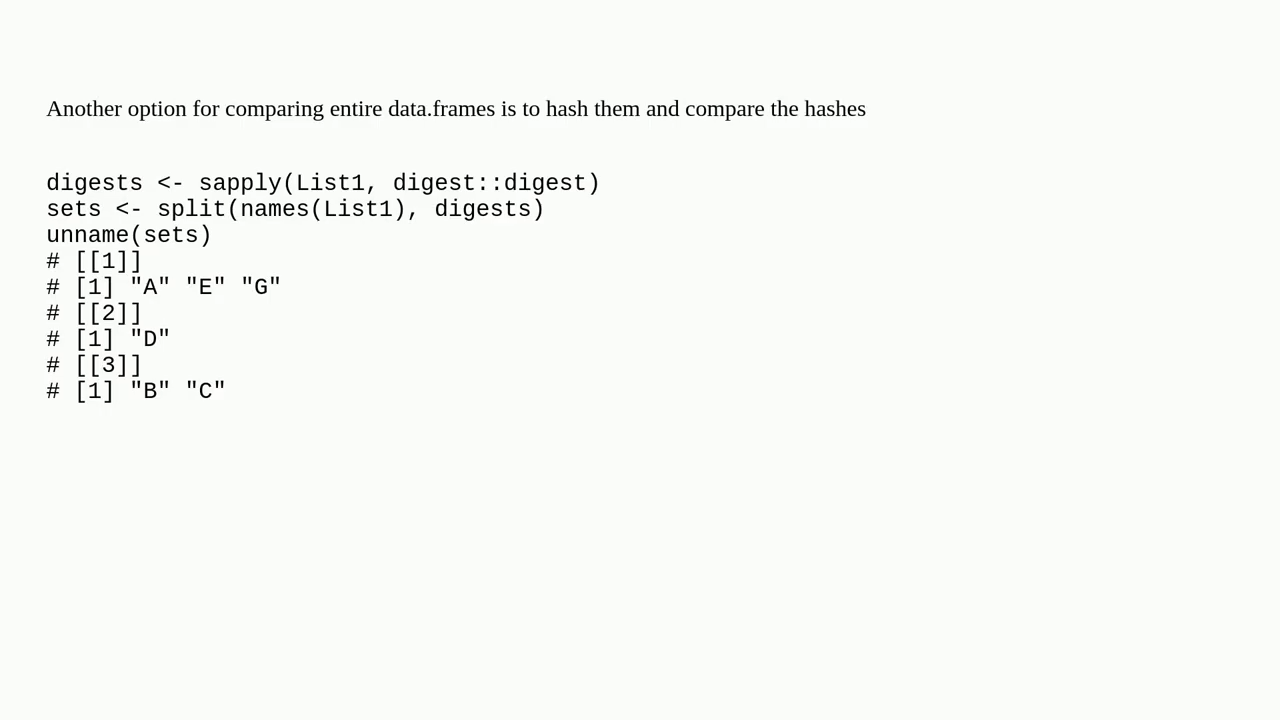 Another option for comparing entire data.frames is to hash them and compare the hashes
digests <- sapply(List1, digest::digest)
sets <- split(names(List1), digests)
unname(sets)
# [[1]]
# [1] "A" "E" "G"
# [[2]]
# [1] "D"
# [[3]]
# [1] "B" "C"